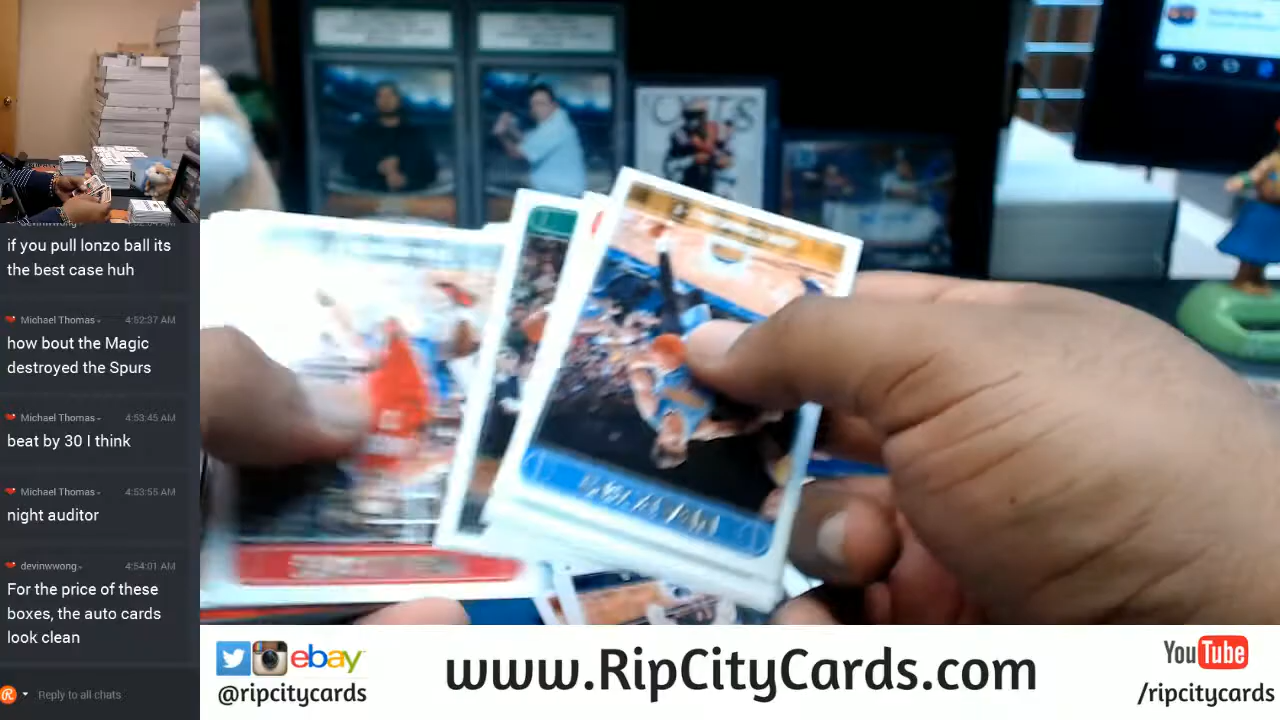 if you pull lonzo ball its
the best case huh
Michael Thomas 4:52:37 AM
how bout the Magic
destroyed the Spurs
Michael Thomas 4:53:45 AM
beat by 30 I think
Michael Thomas 4:53:55 AM
night auditor
devinwwong 4:54:01 AM
For the price of these
boxes, the auto cards
look clean
Reply to all chats
ebay
@ripcitycards
www.RipCityCards.com
YouTube
/ripcitycards